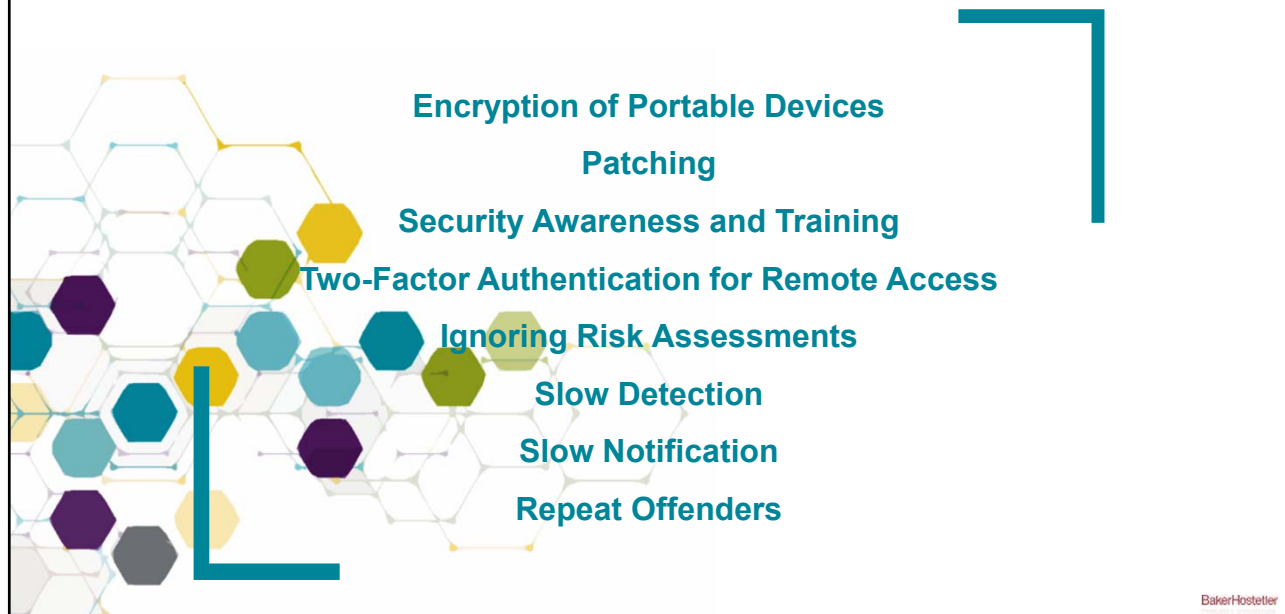 Encryption of Portable Devices
Patching
Security Awareness and Training
Two-Factor Authentication for Remote Access
Ignoring Risk Assessments
Slow Detection
Slow Notification
Repeat Offenders
BakerHostetler